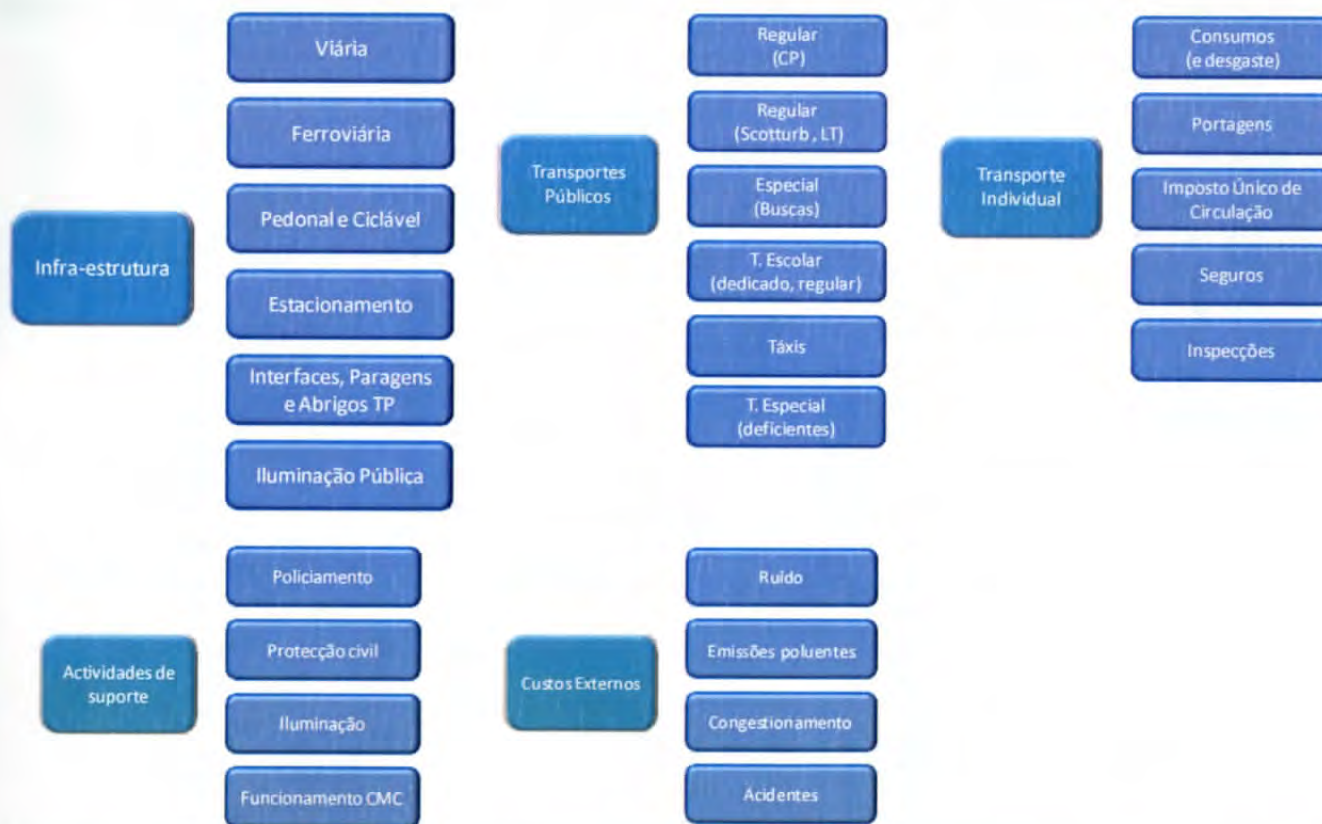 Infra-estrutura
Viária
Ferroviária
Pedonal e Ciclável
Estacionamento
Interfaces, Paragens
e Abrigos TP
Iluminação Pública
Transportes
Públicos
Regular
(CP)
Regular
(Scotturb , LT)
Especial
(Buscas)
T. Escolar
(dedicado, regular)
Táxis
T. Especial
(deficientes)
Transporte
Individual
Consumos
(e desgaste)
Portagens
Imposto Único de
Circulação
Seguros
Inspecções
Actividades de
suporte
Policiamento
Protecção civil
Iluminação
Funcionamento CMC
Custos Externos
Ruído
Emissões poluentes
Congestionamento
Acidentes